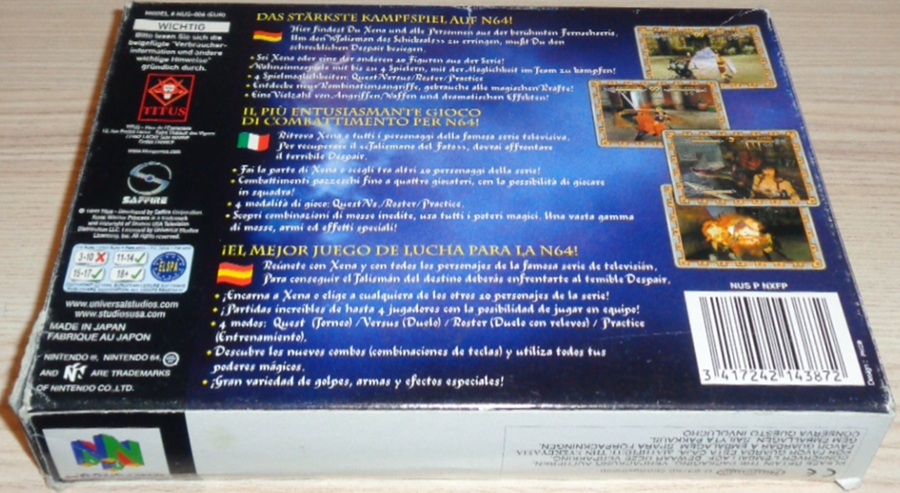 MODEL # NUS-006 (EUR)
WICHTIG
Bitte lesen Sie sich die
beigefügte "Verbraucher-
information und andere
wichtige Hinweise"
gründlich durch.
TITUS
www.titusgames.com
SAFFIRE
3-10 11-14
15-17 18+
ELSPA
www.universalstudios.com
www.studiosusa.com
MADE IN JAPAN
FABRIQUE AU JAPON
NINTENDO ®, NINTENDO 64,
AND ARE TRADEMARKS
OF NINTENDO CO., LTD.
DAS STÄRKSTE KAMPFSPIEL AUF N64!
Hier findest Du Xena und alle Personen aus der berühmten Fernsehserie.
Um den Walisman des Schicksals zu erringen, mußt Du den
schrecklichen Despair besiegen.
• Sei Xena oder eine der anderen 20 Figuren aus der Serie!
• Wahnsinnsspiele mit bis zu 4 Spielern, mit der Möglichkeit im Team zu kämpfen!
• 4 Spielmöglichkeiten: Quest/Versus/Roster/Practice
• Entdecke neue Kombinationsangriffe, gebrauche alle magischen Kräfte!
• Eine Vielzahl von Angriffen/Waffen und dramatischen Effekten!
IL PIÙ ENTUSIASMANTE GIOCO
DI COMBATTIMENTO PER N64!
Ritrova Xena e tutti i personaggi della famosa serie televisiva.
Per recuperare il «Talismano del Fato», dovrai affrontare
il terribile Despair.
• Fai la parte di Xena o scegli tra altri 20 personaggi della serie!
• Combattimenti pazzeschi fino a quattro giocatori, con la possibilità di giocare
in squadra!
• 4 modalità di gioco: Quest/Vs./Roster/Practice.
• Scopri combinazioni di mosse inedite, usa tutti i poteri magici. Una vasta gamma
di mosse, armi ed effetti speciali!
¡EL MEJOR JUEGO DE LUCHA PARA LA N64!
Reúnete con Xena y con todos los personajes de la famosa serie de televisión.
Para conseguir el Talismán del destino deberás enfrentarte al temible Despair.
• ¡Encarna a Xena o elige a cualquiera de los otros 20 personajes de la serie!
• ¡Partidas increíbles de hasta 4 jugadores con la posibilidad de jugar en equipo!
• 4 modos: Quest (Torneo) /Versus (Duelo) / Roster (Duelo con relevos) / Practice
(Entrenamiento).
• Descubre los nuevos combos (combinaciones de teclas) y utiliza todos tus
poderes mágicos.
• ¡Gran variedad de golpes, armas y efectos especiales!
NUS P NXFP
3 417242 143872
PLEASE RETAIN THIS PACKAGING
CONSERVA QUESTO INVOLUCRO